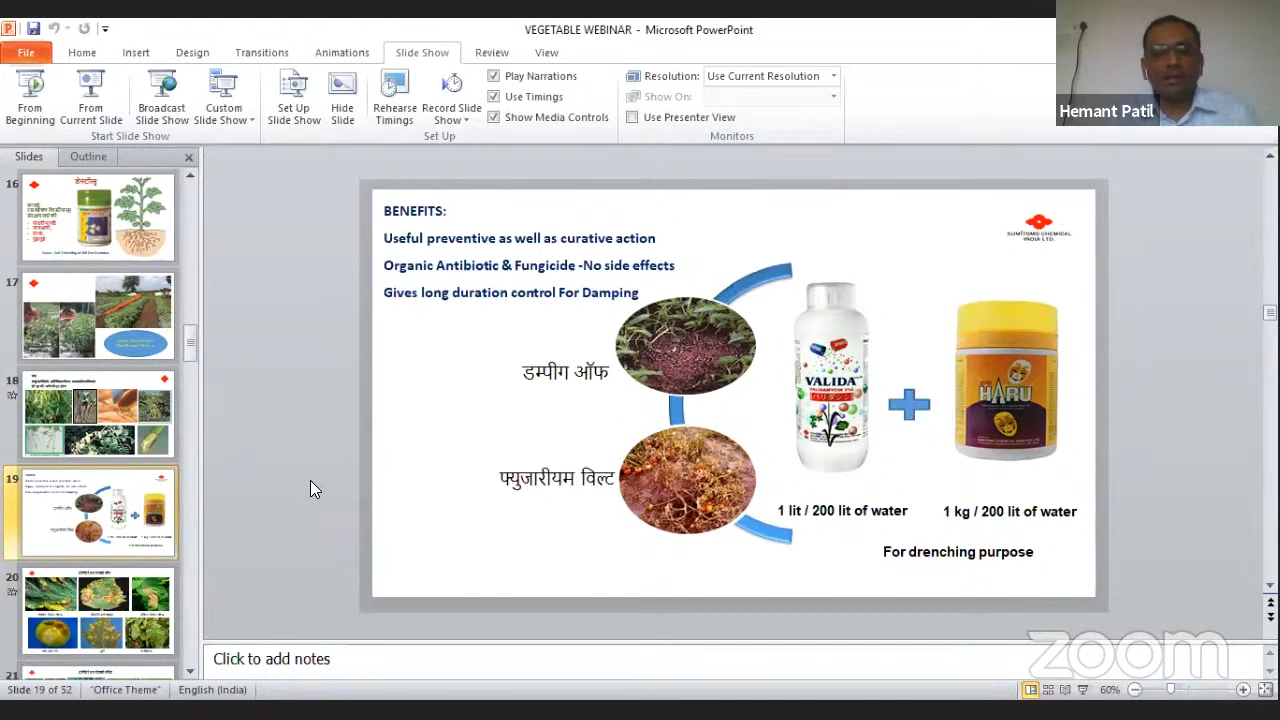 VEGETABLE WEBINAR - Microsoft PowerPoint
File Home Insert Design Transitions Animations Slide Show Review View
From Beginning
From Current Slide
Broadcast Slide Show
Custom Slide Show
Set Up Slide Show
Hide Slide
Rehearse Timings
Record Slide Show
Play Narrations
Use Timings
Show Media Controls
Resolution: Use Current Resolution
Show On:
Use Presenter View
Start Slide Show
Set Up
Monitors
Hemant Patil
Slides Outline
16
17
18
19
20
21
BENEFITS:
Useful preventive as well as curative action
Organic Antibiotic & Fungicide -No side effects
Gives long duration control For Damping
SUMITOMO CHEMICAL
INDIA LTD.
डम्पीग ऑफ
फ्युजारीयम विल्ट
VALIDA
HARU
1 lit / 200 lit of water
1 kg / 200 lit of water
For drenching purpose
Click to add notes
zoom
Slide 19 of 52 "Office Theme" English (India) 60%